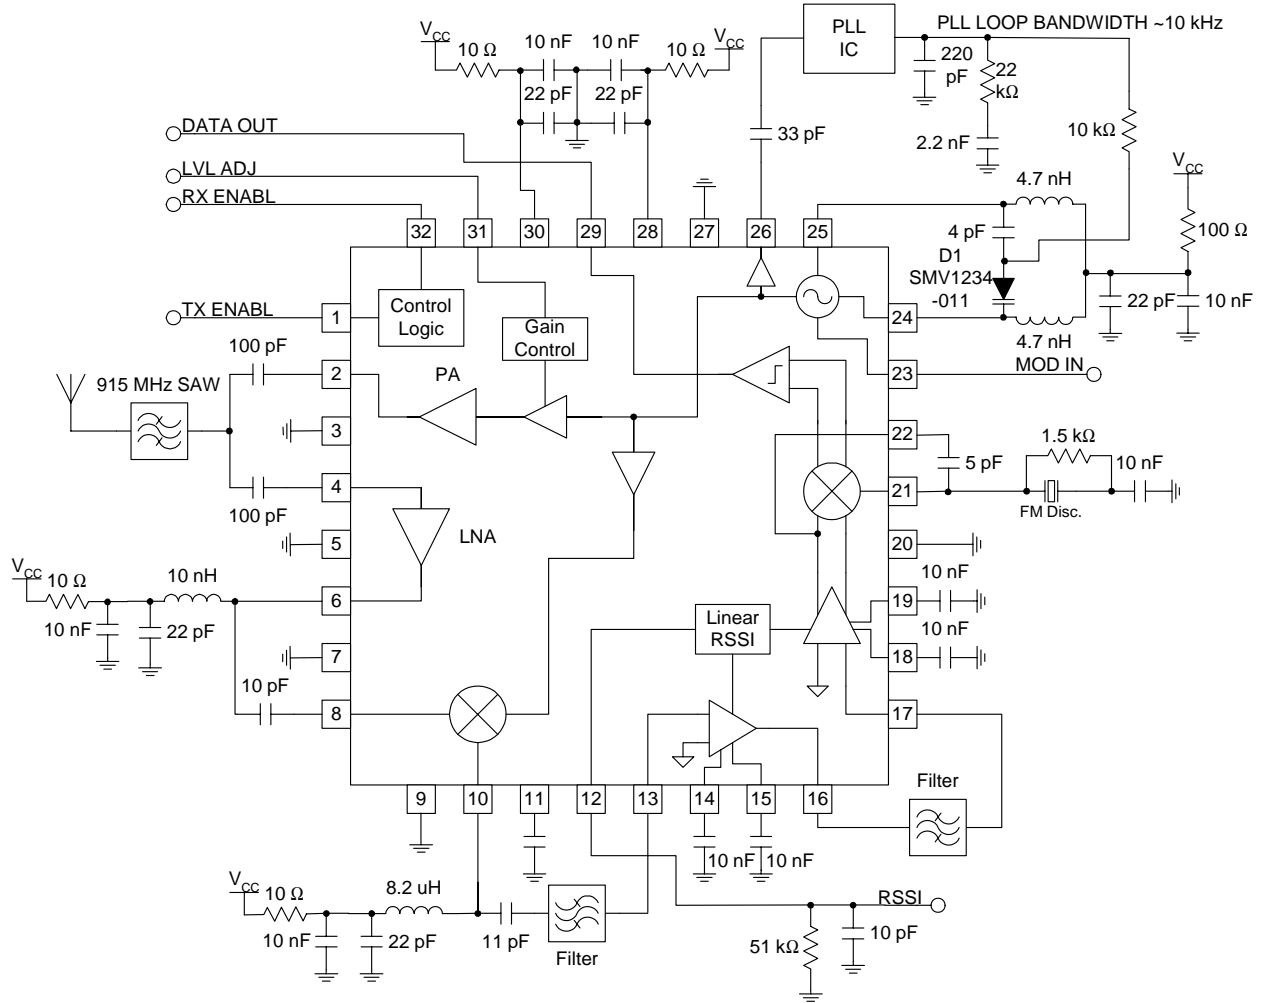 PLL IC
PLL LOOP BANDWIDTH ~10 kHz
V_CC
10 Ω
10 nF
10 nF
10 Ω
V_CC
22 pF
22 pF
220 pF
22 kΩ
2.2 nF
10 kΩ
33 pF
DATA OUT
LVL ADJ
RX ENABL
V_CC
4.7 nH
100 Ω
4 pF
D1
SMV1234
-011
22 pF
10 nF
4.7 nH
32
31
30
29
28
27
26
25
TX ENABL
1
Control Logic
Gain Control
24
MOD IN
23
100 pF
2
915 MHz SAW
PA
3
22
5 pF
1.5 kΩ
10 nF
4
21
FM Disc.
100 pF
LNA
5
20
10 nF
V_CC
10 Ω
10 nH
10 nF
22 pF
6
19
10 nF
Linear RSSI
7
18
10 pF
8
17
Filter
9
10
11
12
13
14
15
16
10 nF
10 nF
V_CC
10 Ω
8.2 uH
10 nF
22 pF
11 pF
Filter
RSSI
51 kΩ
10 pF